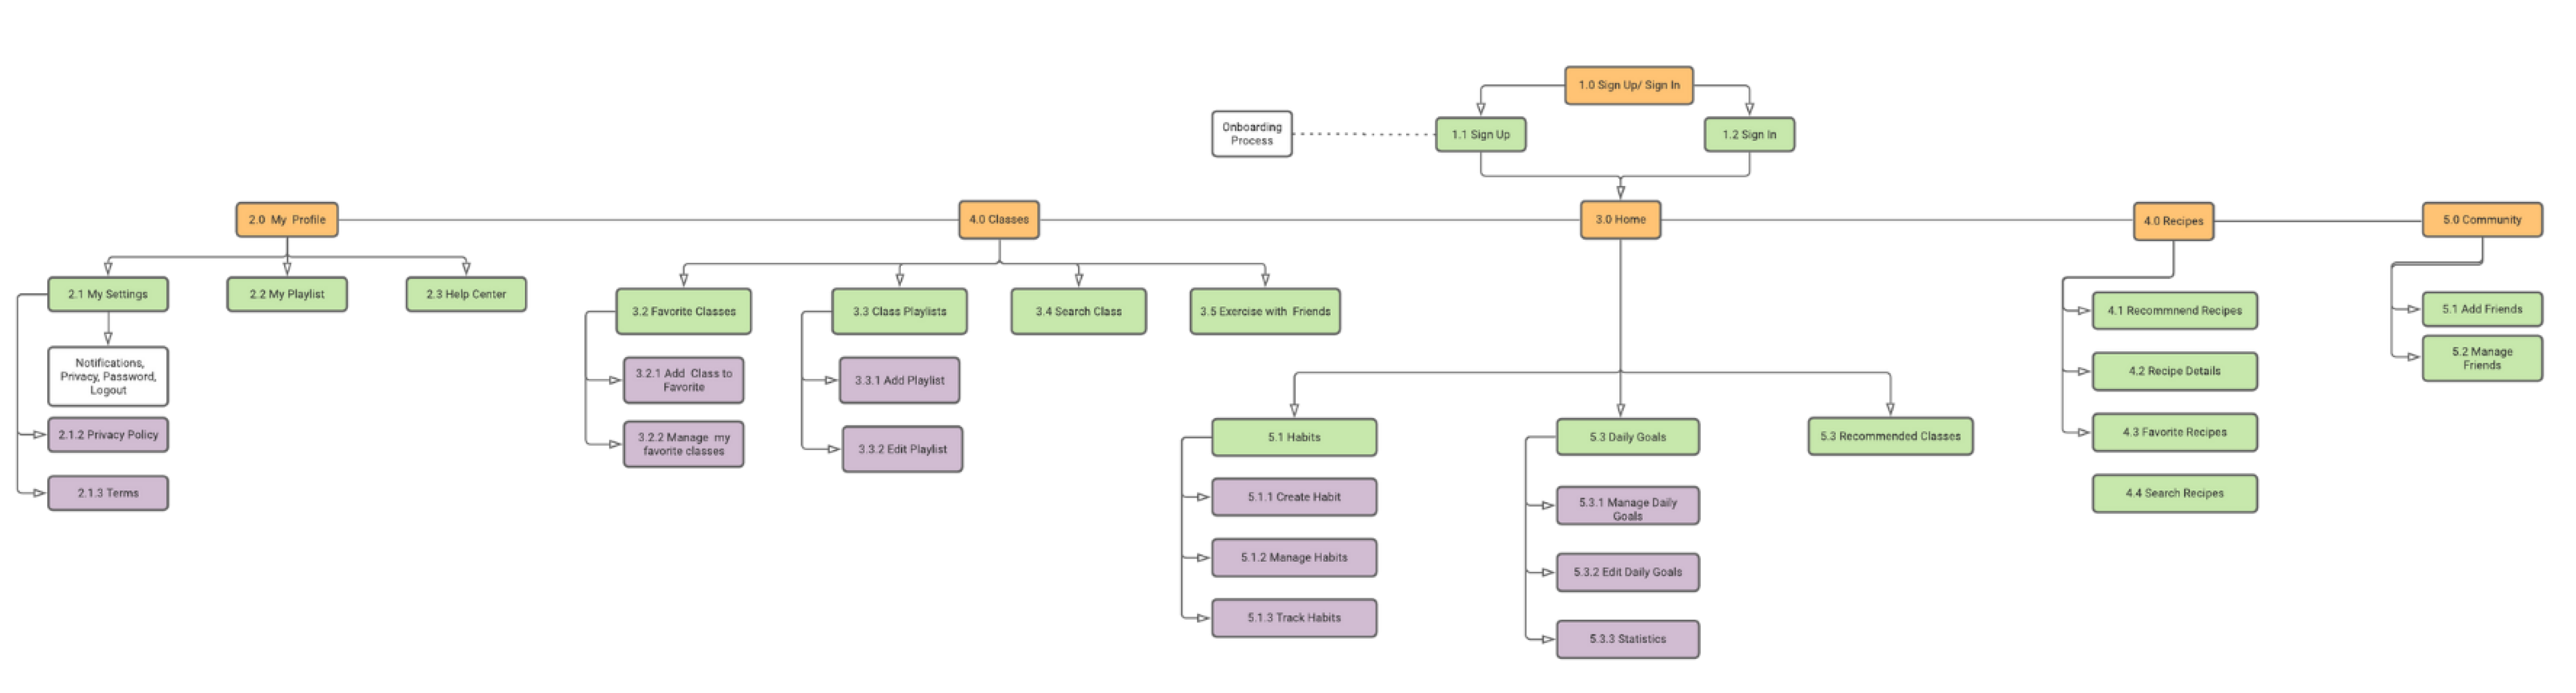 1.0 Sign Up/ Sign In
Onboarding
Process
1.1 Sign Up
1.2 Sign In
2.0 My Profile
4.0 Classes
3.0 Home
4.0 Recipes
5.0 Community
2.1 My Settings
2.2 My Playlist
2.3 Help Center
Notifications,
Privacy, Password,
Logout
2.1.2 Privacy Policy
2.1.3 Terms
3.2 Favorite Classes
3.3 Class Playlists
3.4 Search Class
3.5 Exercise with Friends
3.2.1 Add Class to
Favorite
3.2.2 Manage my
favorite classes
3.3.1 Add Playlist
3.3.2 Edit Playlist
5.1 Habits
5.1.1 Create Habit
5.1.2 Manage Habits
5.1.3 Track Habits
5.3 Daily Goals
5.3.1 Manage Daily
Goals
5.3.2 Edit Daily Goals
5.3.3 Statistics
5.3 Recommended Classes
4.1 Recommnend Recipes
4.2 Recipe Details
4.3 Favorite Recipes
4.4 Search Recipes
5.1 Add Friends
5.2 Manage
Friends